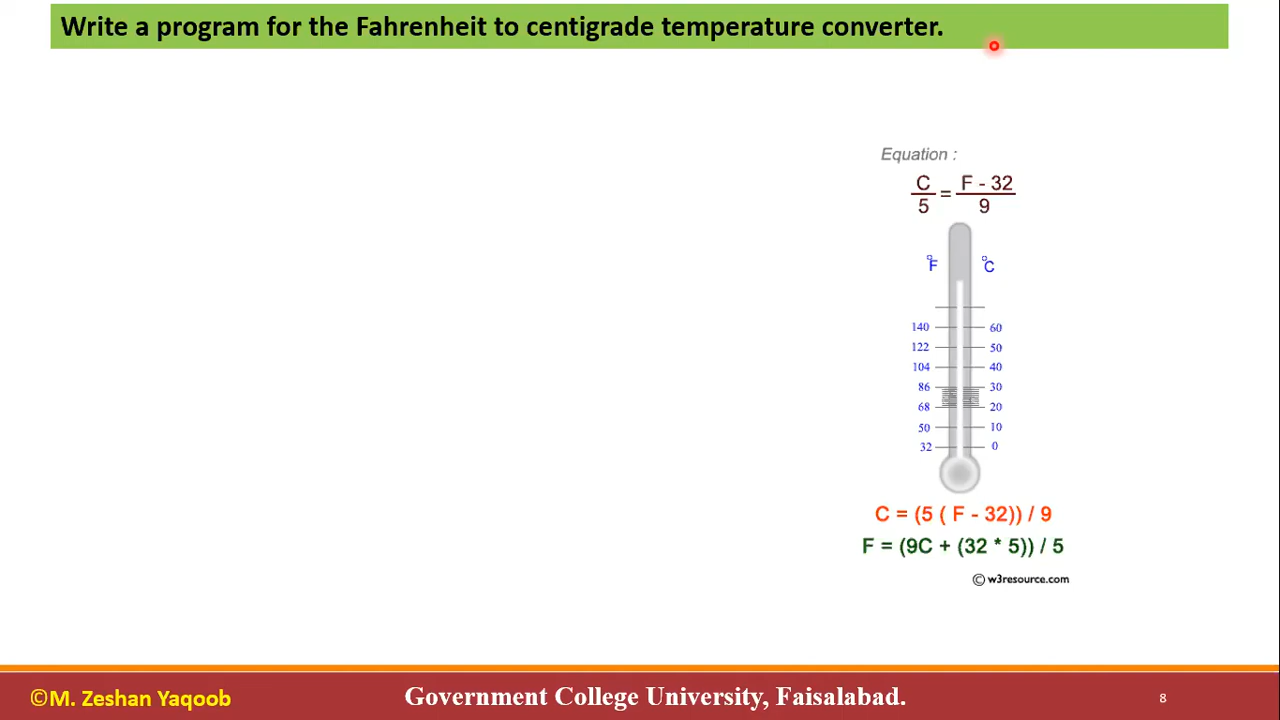 Write a program for the Fahrenheit to centigrade temperature converter.
Equation :
C/5 = F - 32/9
°F °C
140 60
122 50
104 40
86 30
68 20
50 10
32 0
C = (5 ( F - 32)) / 9
F = (9C + (32 * 5)) / 5
© w3resource.com
©M. Zeshan Yaqoob
Government College University, Faisalabad.
8